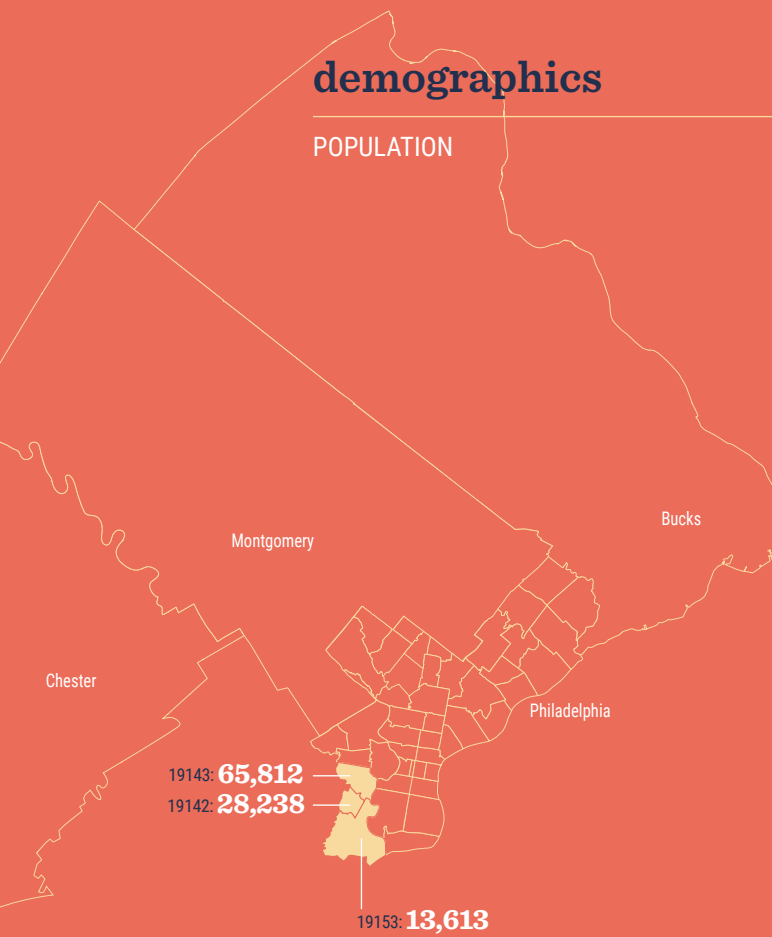 demographics
POPULATION
Bucks
Montgomery
Chester
Philadelphia
19143: 65,812
19142: 28,238
19153: 13,613